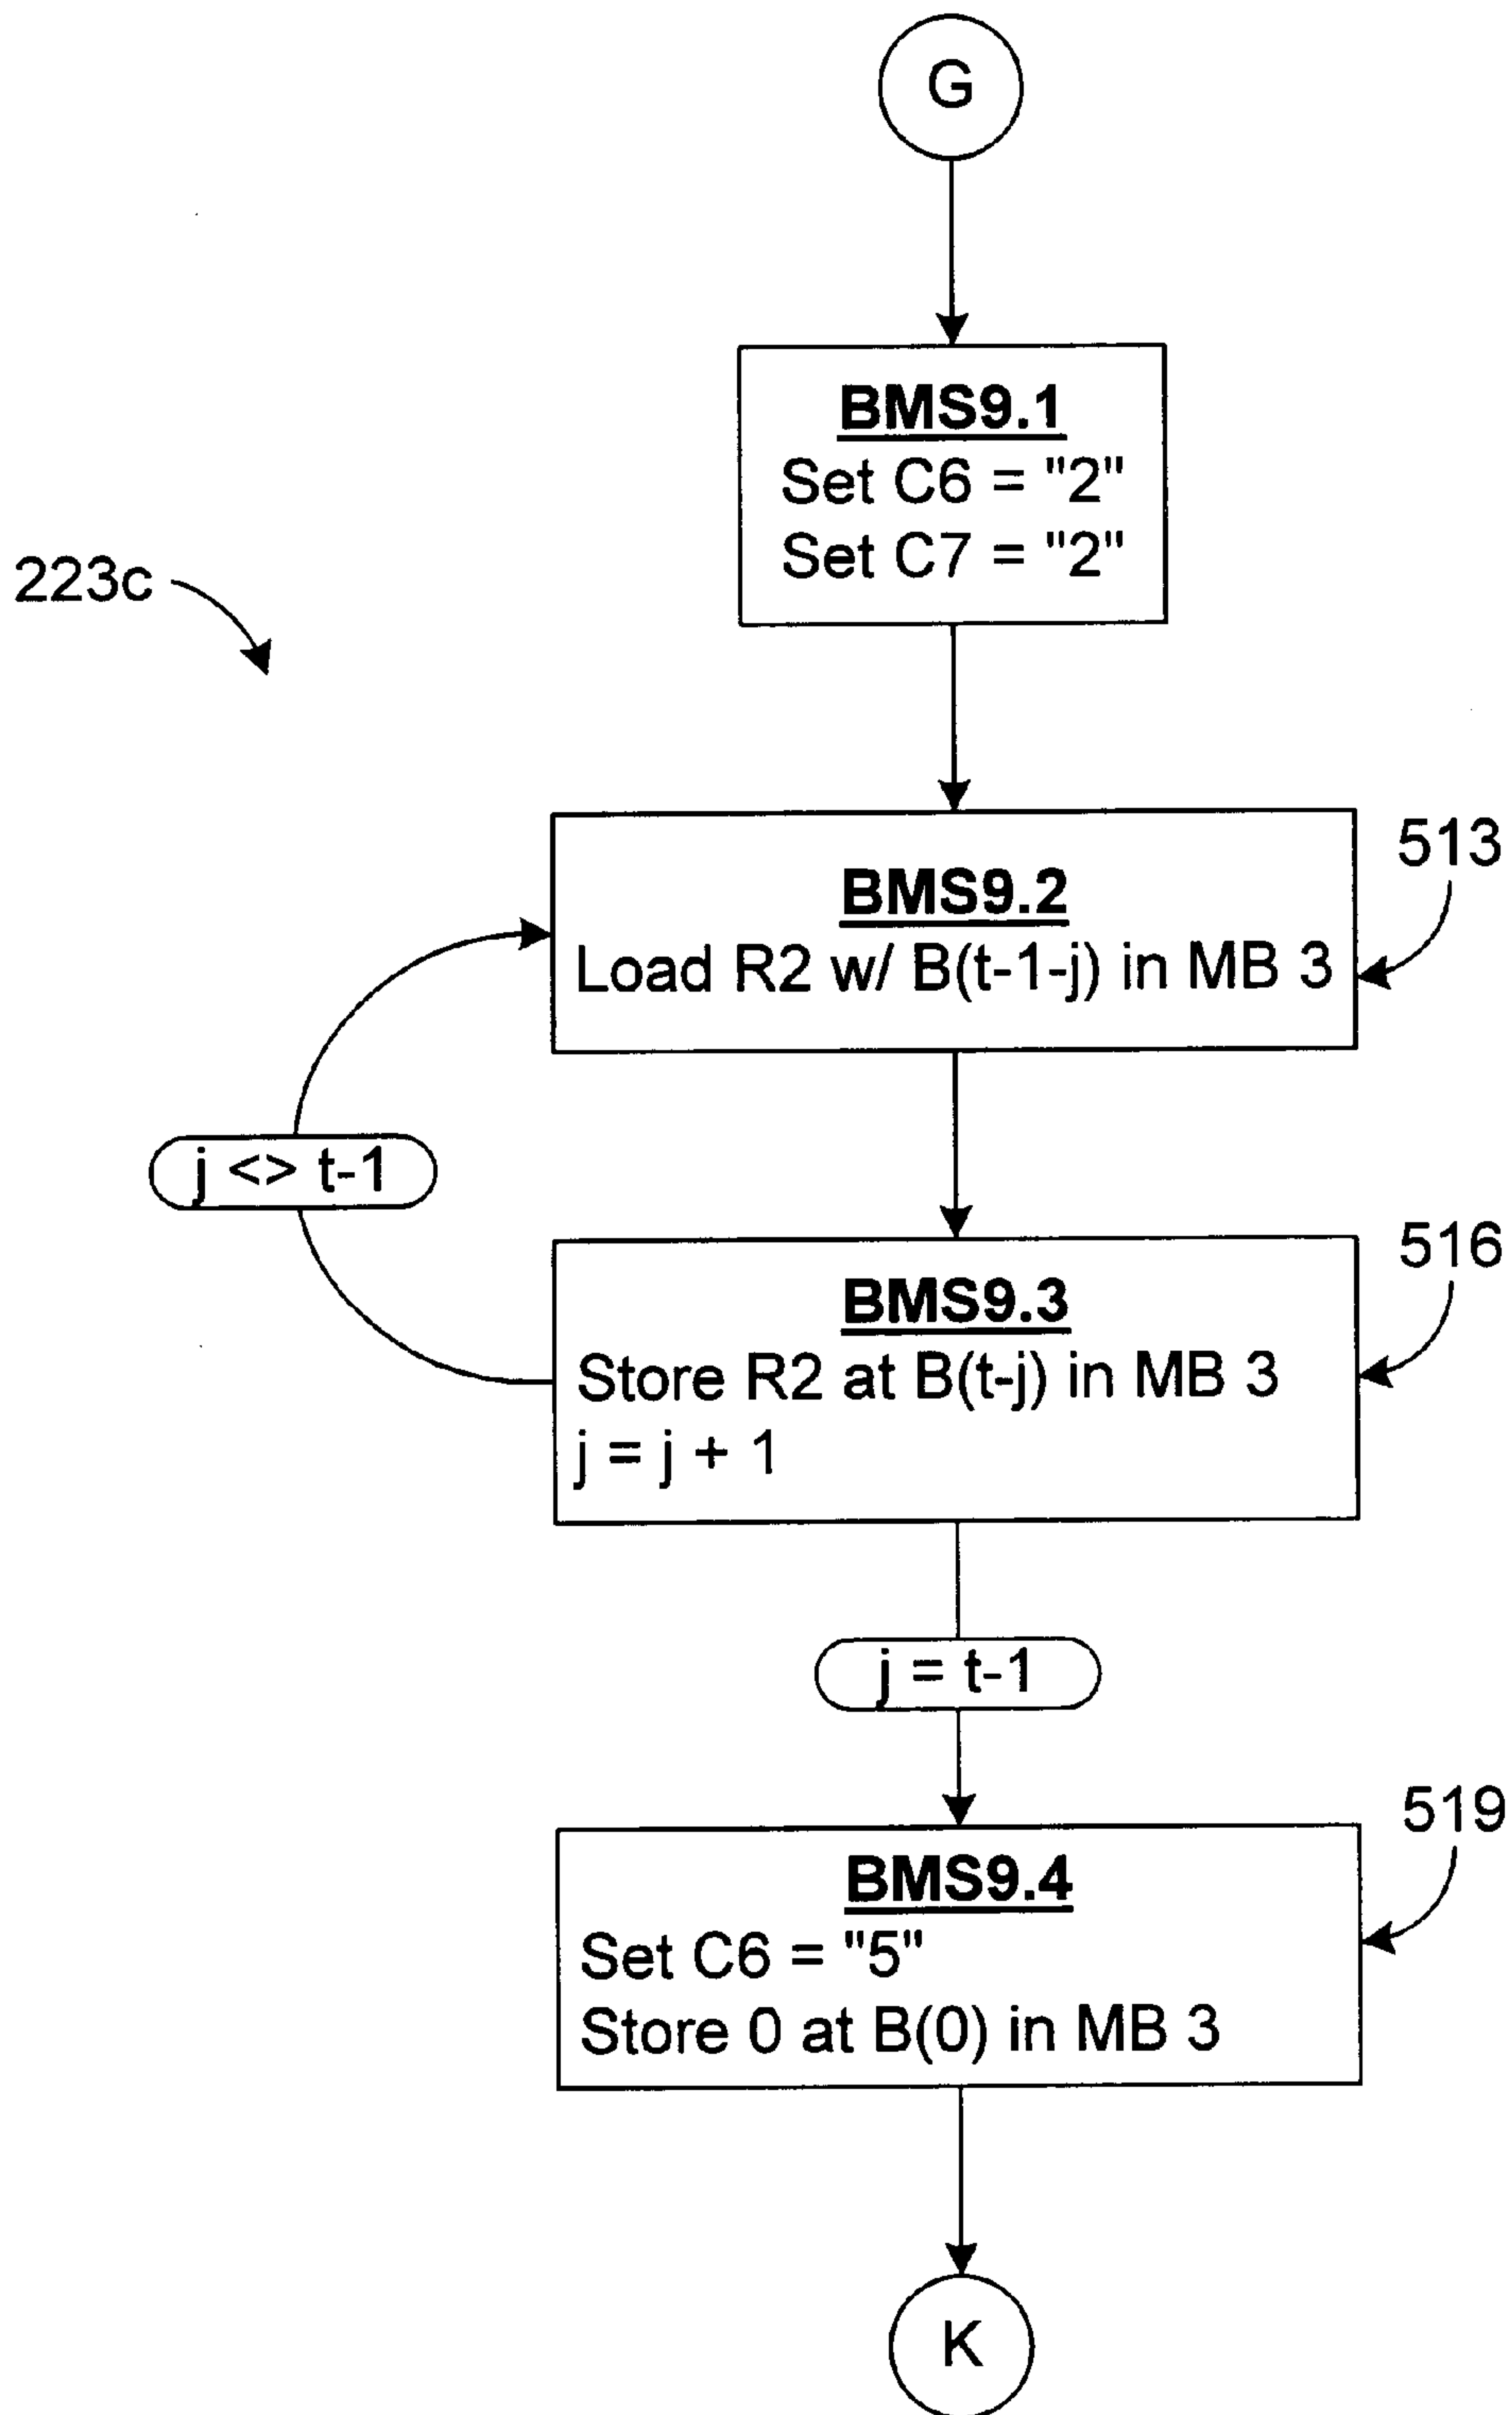 G
BMS9.1
Set C6 = "2"
Set C7 = "2"
223c
513
BMS9.2
Load R2 w/ B(t-1-j) in MB 3
j <> t-1
516
BMS9.3
Store R2 at B(t-j) in MB 3
j = j + 1
j = t-1
519
BMS9.4
Set C6 = "5"
Store 0 at B(0) in MB 3
K